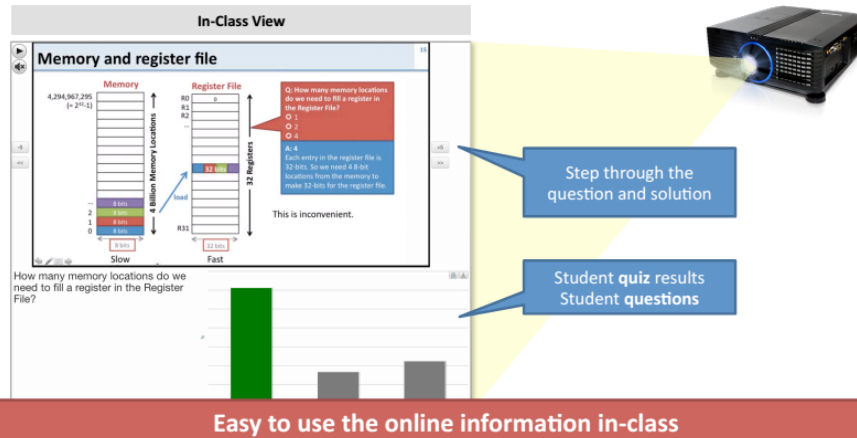 In-Class View
Memory and register file
15
Memory
Register File
4,294,967,295
(= 2³²-1)
R0
0
R1
R2
...
4 Billion Memory Locations
32 Registers
Q: How many memory locations
do we need to fill a register in
the Register File?
O 1
O 2
O 4
A: 4
Each entry in the register file is
32-bits. So we need 4 8-bit
locations from the memory to
make 32-bits for the register file.
32 bits
load
...
8 bits
2
8 bits
1
8 bits
0
8 bits
R31
This is inconvenient.
8 bits
32 bits
Slow
Fast
How many memory locations do we
need to fill a register in the Register
File?
Step through the
question and solution
Student quiz results
Student questions
Easy to use the online information in-class